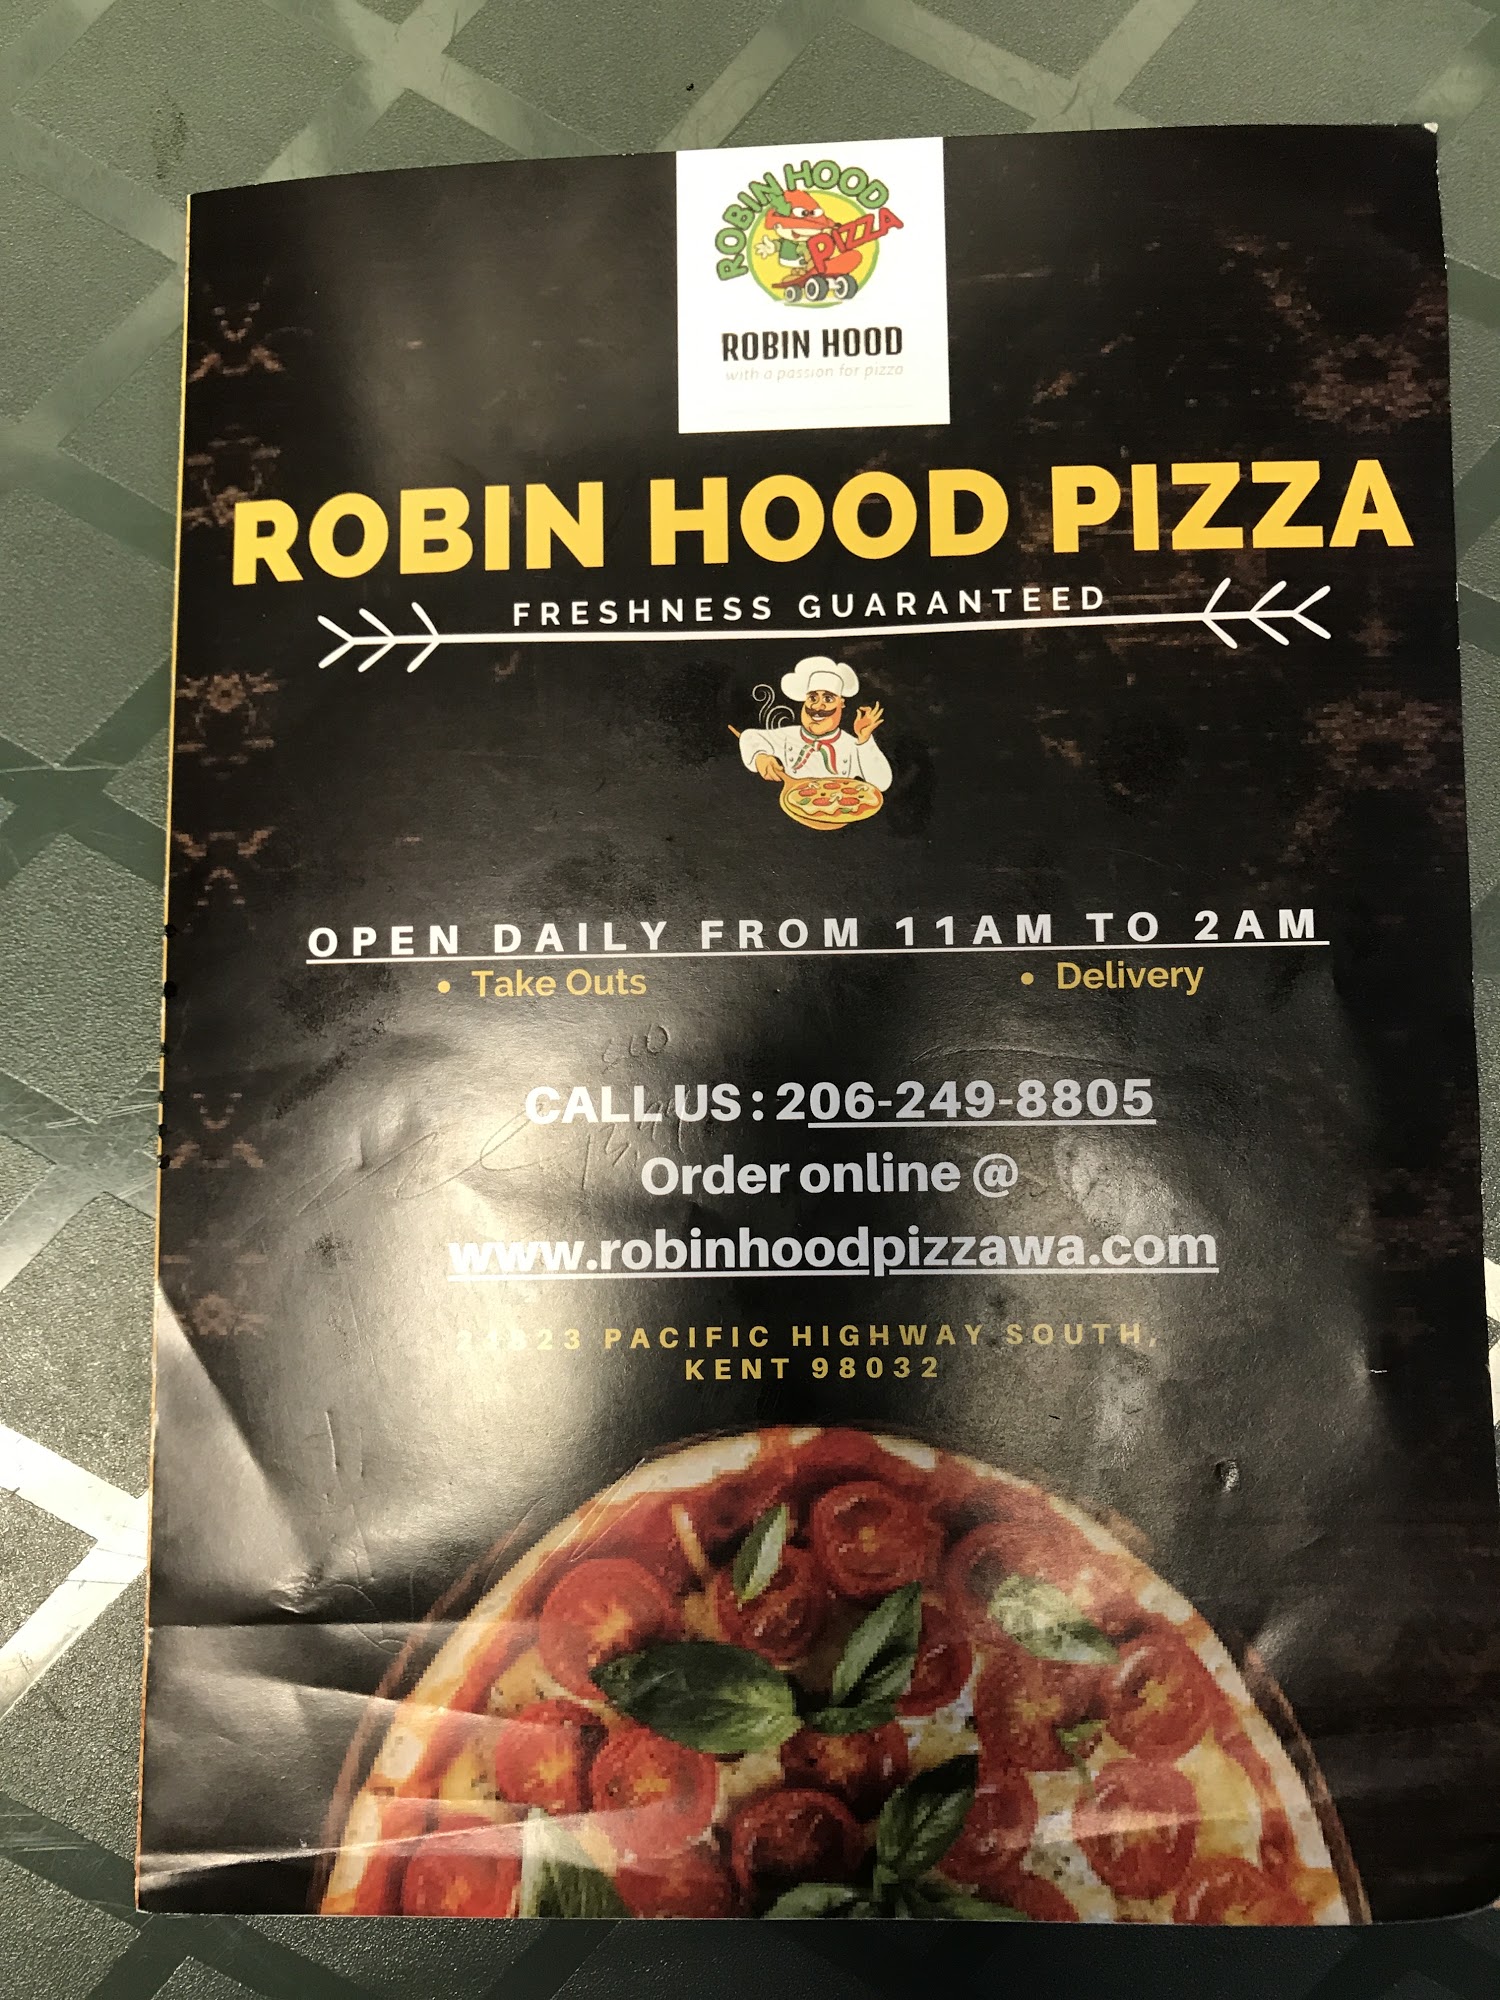 ROBIN HOOD PIZZA
ROBIN HOOD
with a passion for pizza
ROBIN HOOD PIZZA
FRESHNESS GUARANTEED
OPEN DAILY FROM 11AM TO 2AM
• Take Outs • Delivery
CALL US : 206-249-8805
Order online @
www.robinhoodpizzawa.com
PACIFIC HIGHWAY SOUTH,
KENT 98032